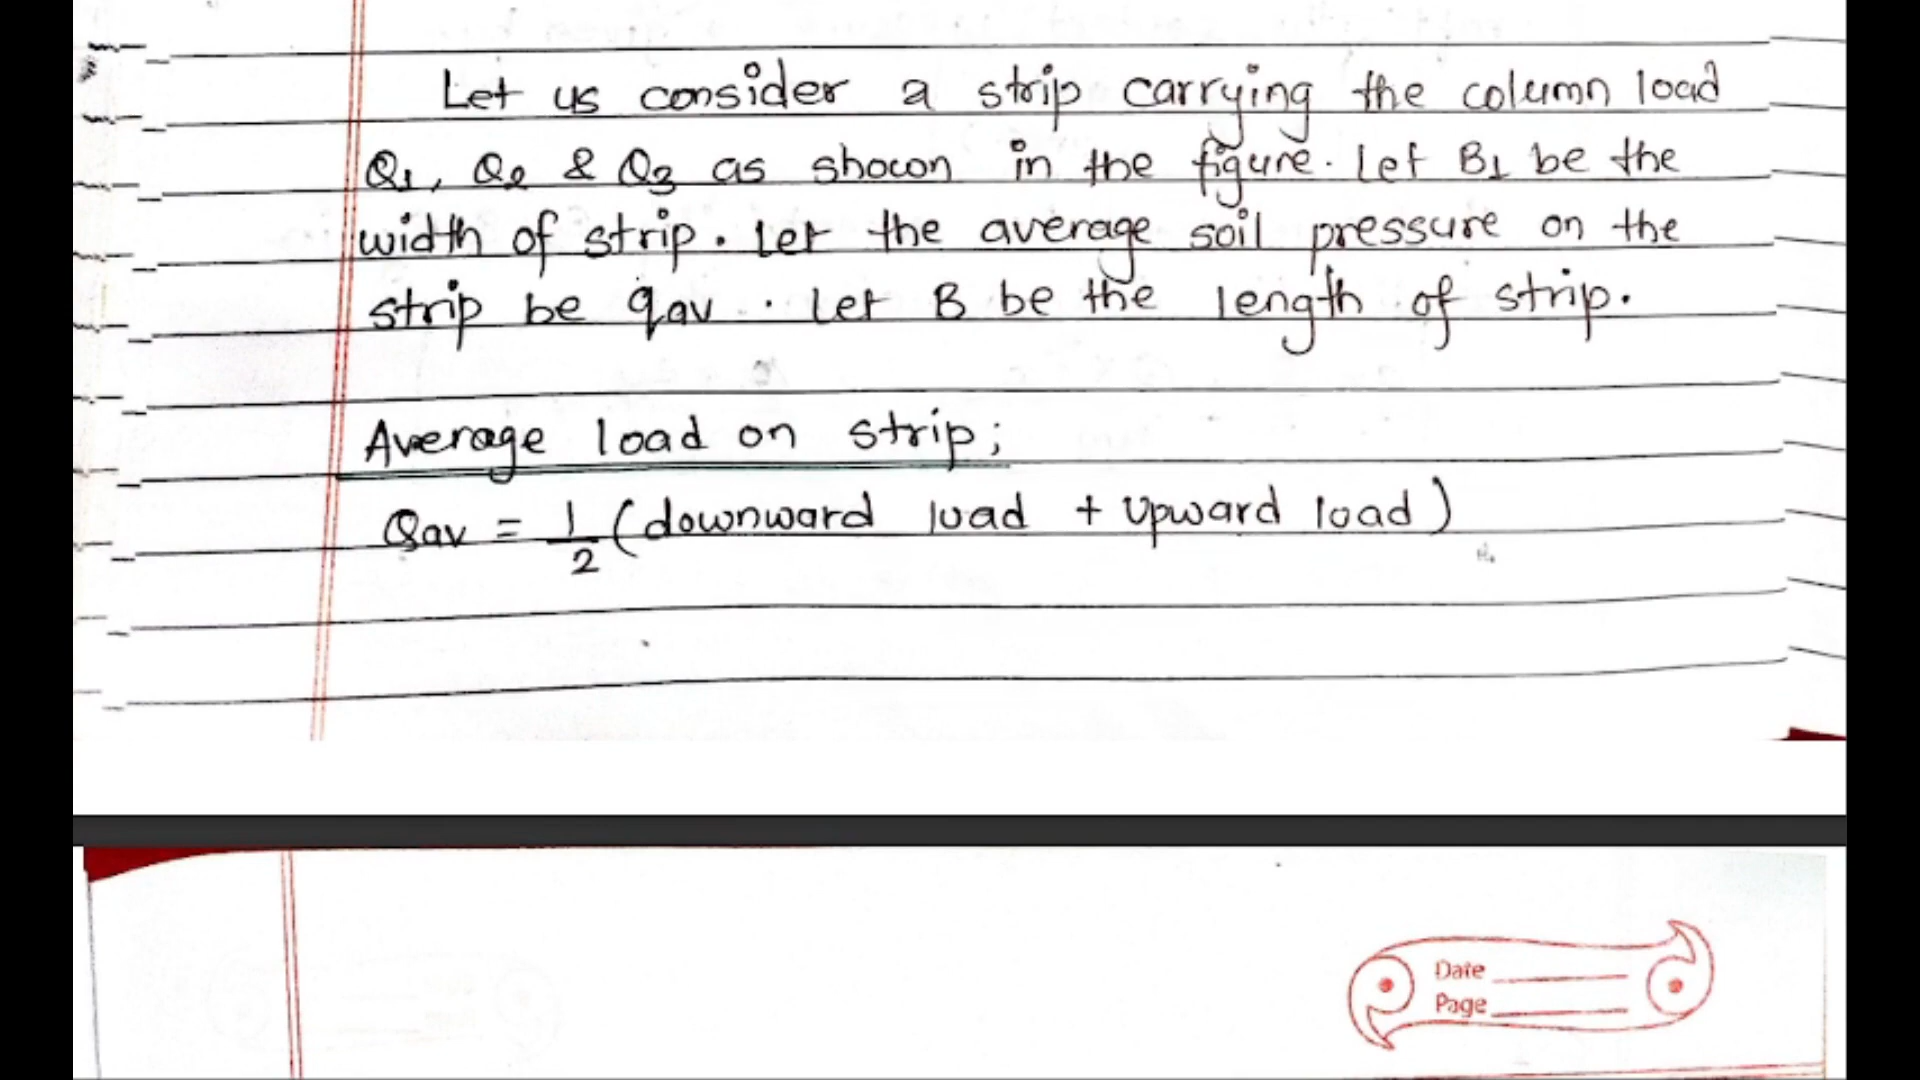 Let us consider a strip carrying the column load
Q1, Q2 & Q3 as shown in the figure. Let B1 be the
width of strip. Let the average soil pressure on the
strip be qav. Let B be the length of strip.
Average load on strip;
Qav = 1/2 (downward load + Upward load)
Date
Page